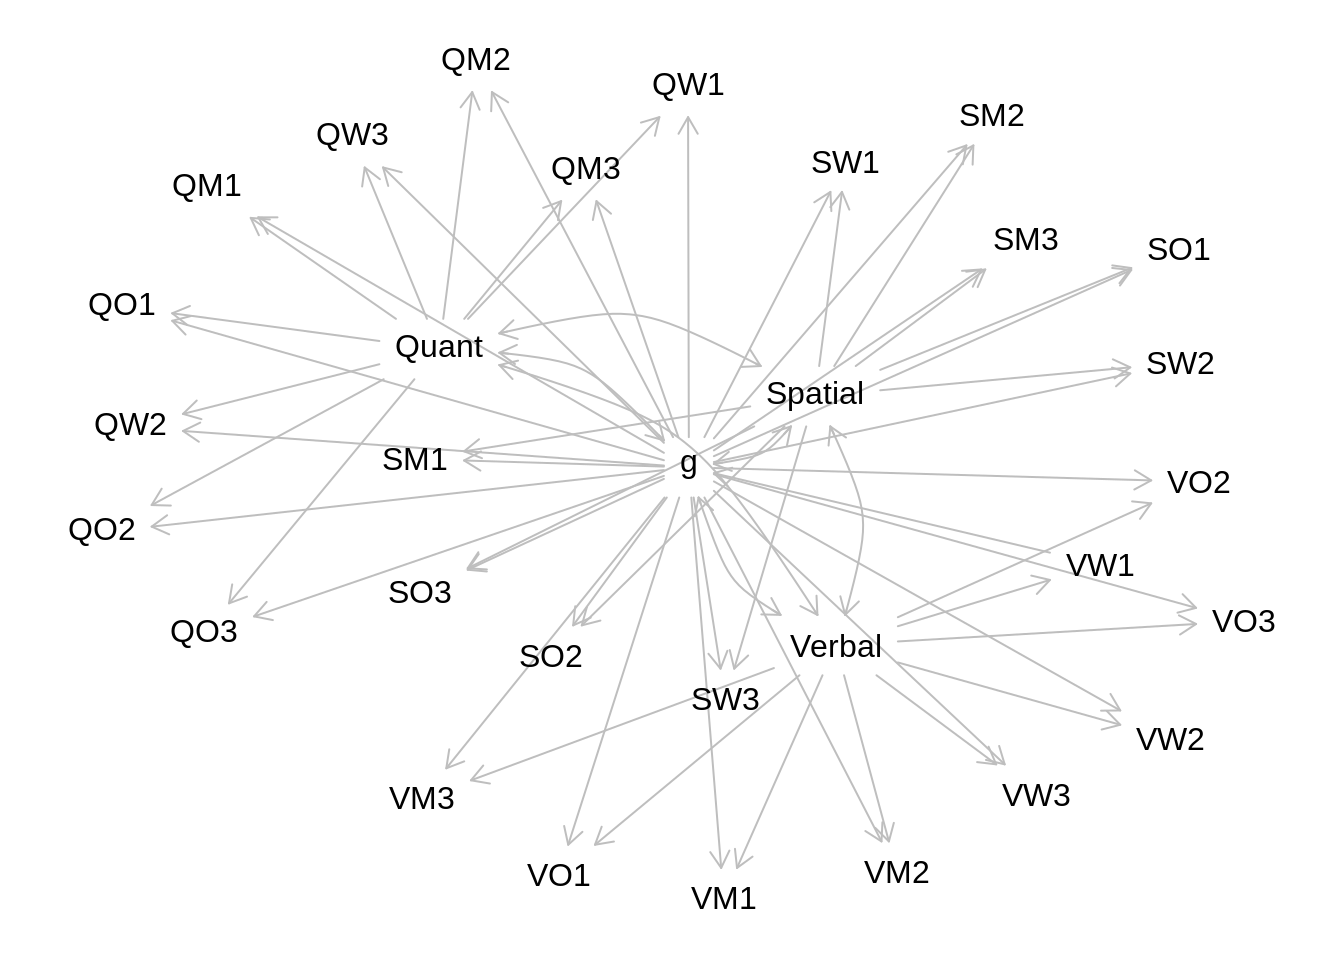 QM2
QW1
SM2
QW3
SW1
QM3
QM1
SM3
SO1
QO1
Quant
SW2
Spatial
QW2
SM1
g
VO2
QO2
VW1
SO3
VO3
QO3
Verbal
SO2
SW3
VW2
VW3
VM3
VM2
VO1
VM1